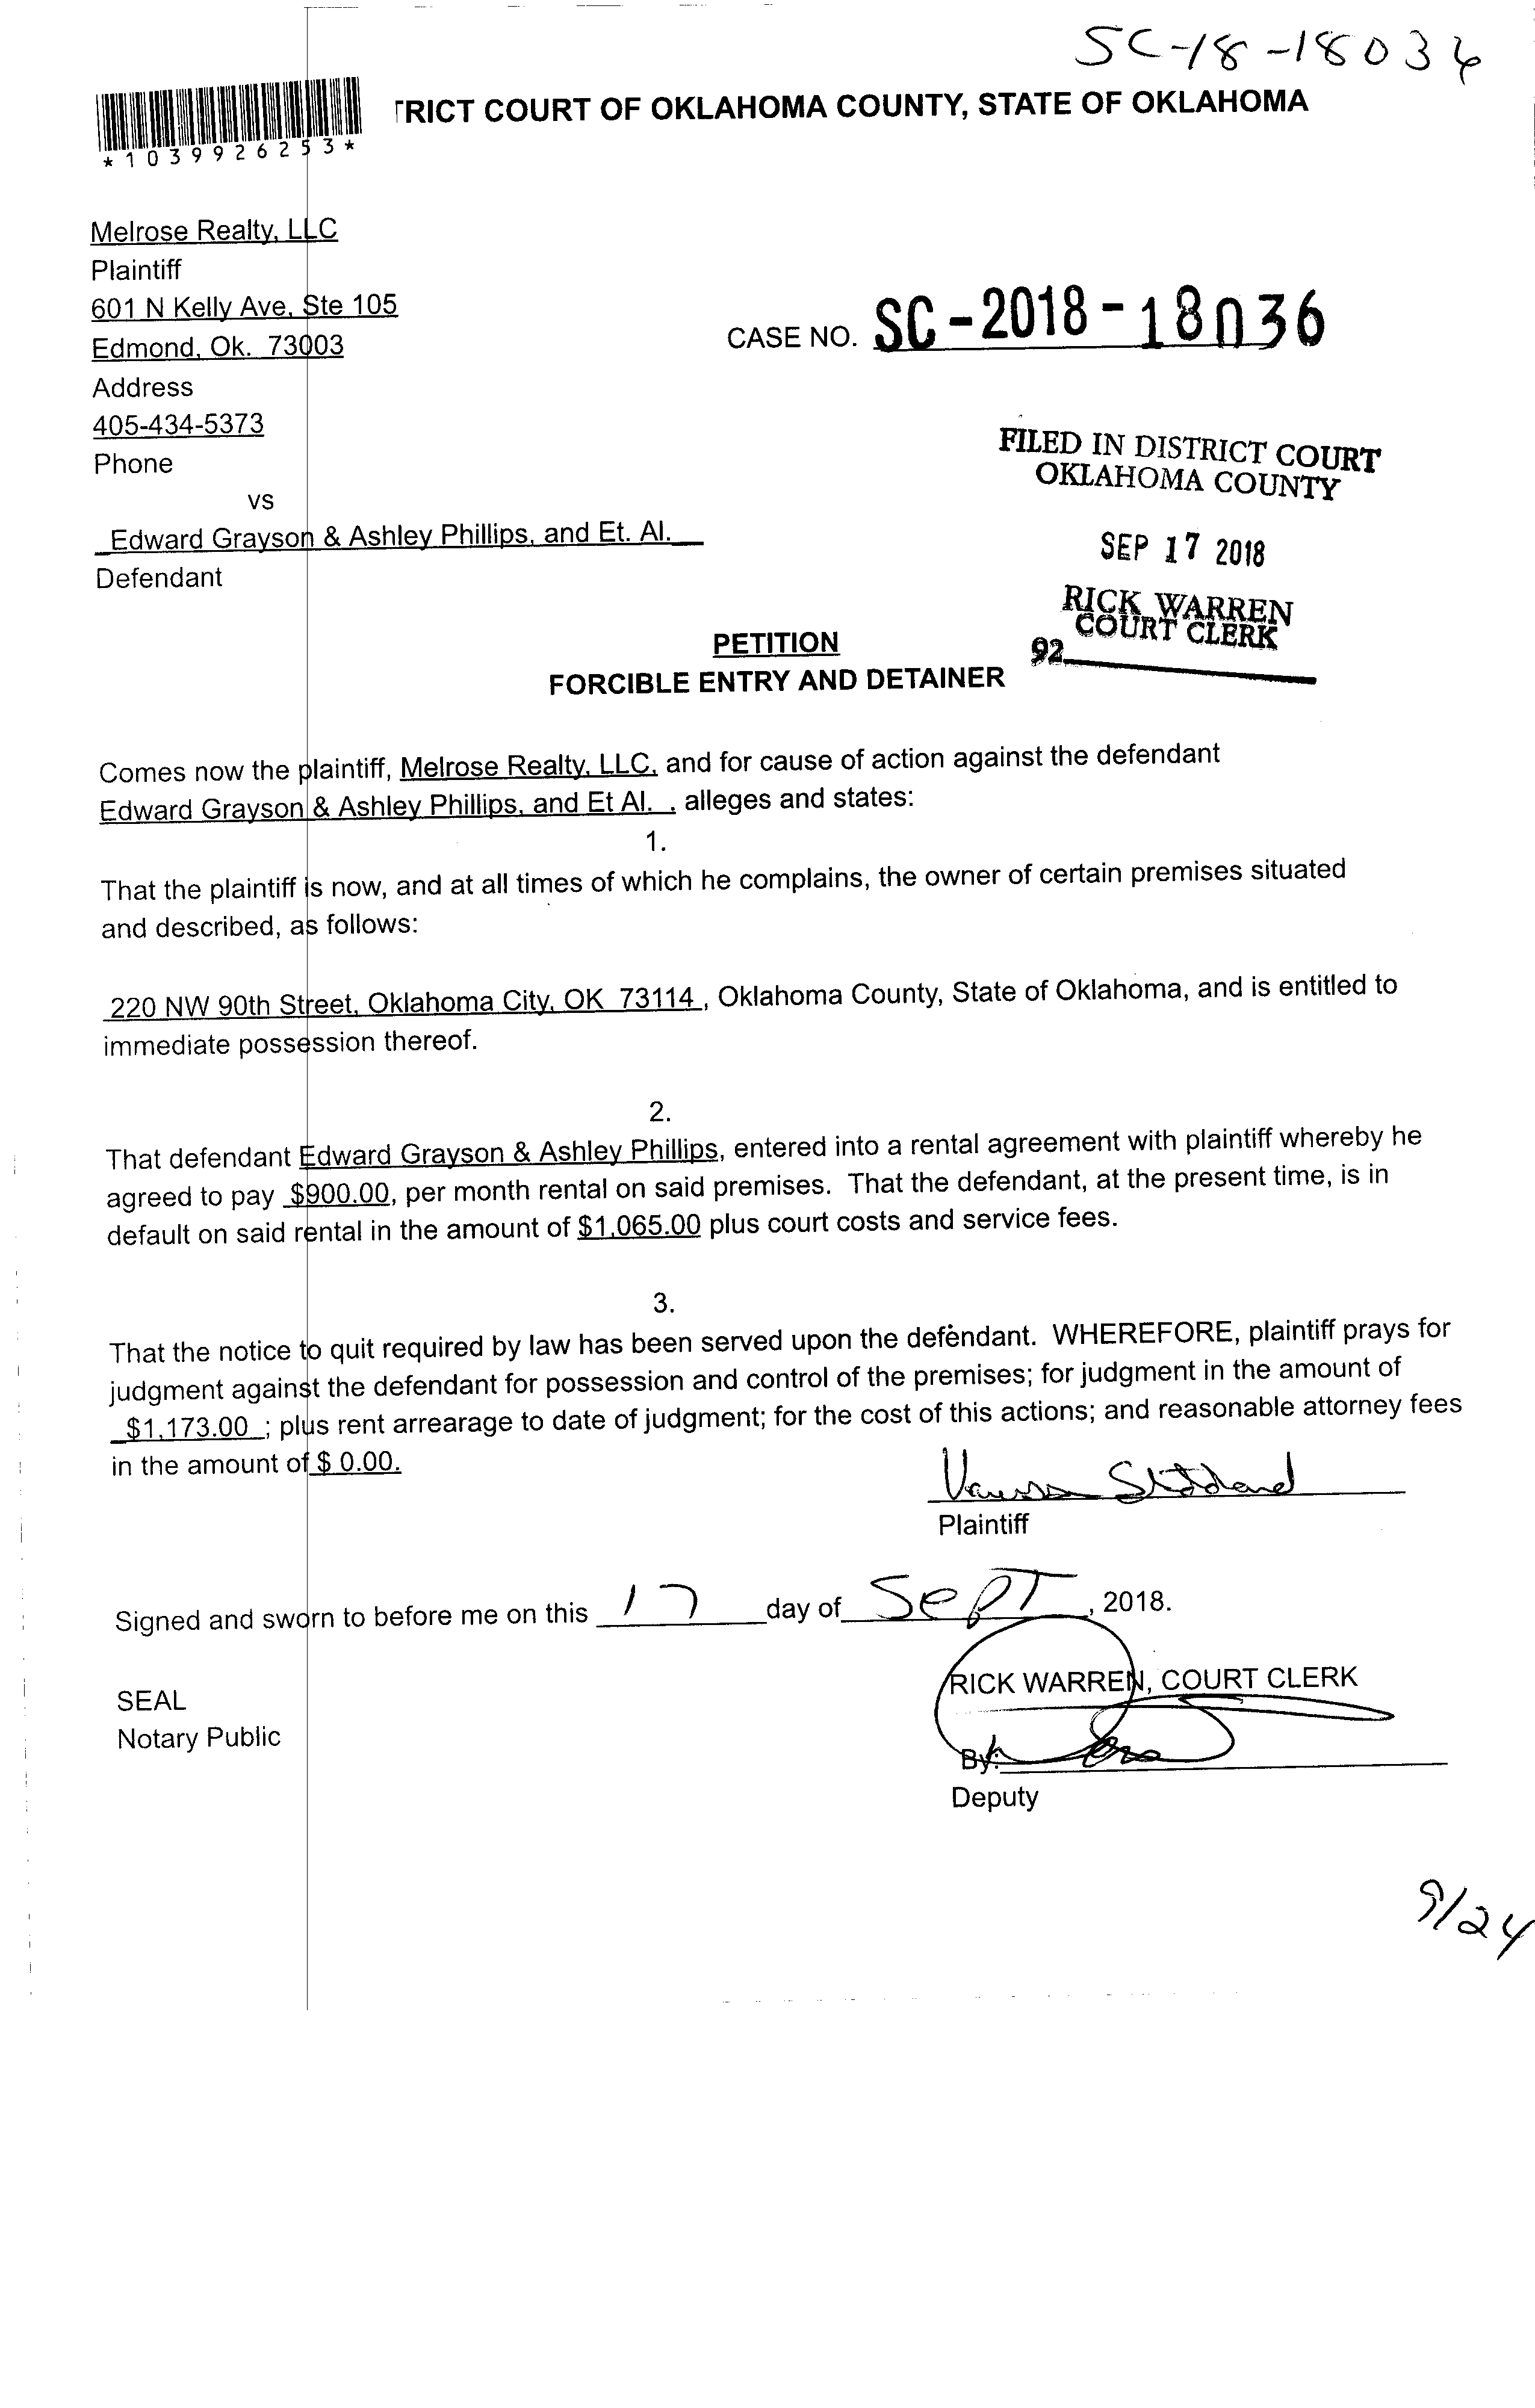 SC-18-18036
TRICT COURT OF OKLAHOMA COUNTY, STATE OF OKLAHOMA
*1039926253*
Melrose Realty, LLC
Plaintiff
601 N Kelly Ave, Ste 105
Edmond, Ok. 73003
Address
405-434-5373
Phone
vs
Edward Grayson & Ashley Phillips, and Et. Al.
Defendant
CASE NO. SC-2018-18036
FILED IN DISTRICT COURT
OKLAHOMA COUNTY
SEP 17 2018
RICK WARREN
COURT CLERK
92
PETITION
FORCIBLE ENTRY AND DETAINER
Comes now the plaintiff, Melrose Realty, LLC, and for cause of action against the defendant
Edward Grayson & Ashley Phillips, and Et Al. , alleges and states:
1.
That the plaintiff is now, and at all times of which he complains, the owner of certain premises situated
and described, as follows:
220 NW 90th Street, Oklahoma City, OK 73114 , Oklahoma County, State of Oklahoma, and is entitled to
immediate possession thereof.
2.
That defendant Edward Grayson & Ashley Phillips, entered into a rental agreement with plaintiff whereby he
agreed to pay $900.00, per month rental on said premises. That the defendant, at the present time, is in
default on said rental in the amount of $1,065.00 plus court costs and service fees.
3.
That the notice to quit required by law has been served upon the defendant. WHEREFORE, plaintiff prays for
judgment against the defendant for possession and control of the premises; for judgment in the amount of
$1,173.00 ; plus rent arrearage to date of judgment; for the cost of this actions; and reasonable attorney fees
in the amount of $ 0.00.
Plaintiff
Signed and sworn to before me on this 17 day of Sept , 2018.
RICK WARREN, COURT CLERK
SEAL
Notary Public
By:
Deputy
9/24